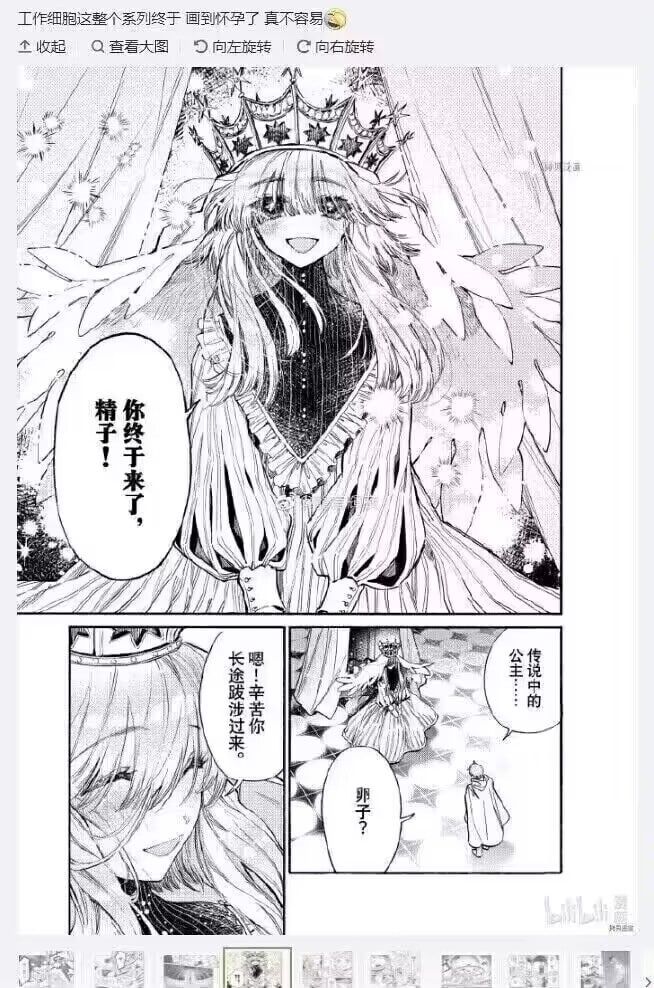 工作细胞这整个系列终于 画到怀孕了 真不容易
收起
查看大图
向左旋转
向右旋转
你终于来了，
精子！
传说中的
公主……
卵子？
嗯！辛苦你
长途跋涉过来。
bilibili